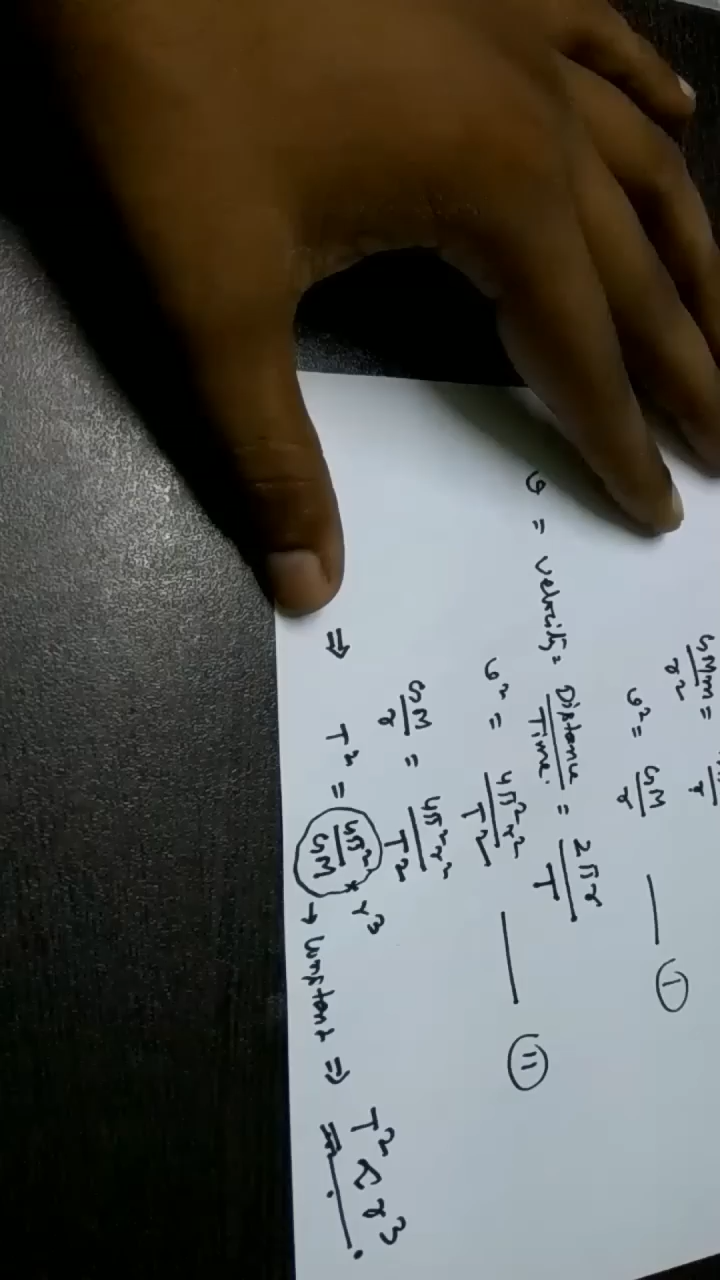 GMm/r² =
v² = GM/r —— (I)
v = velocity = Distance/Time = 2πr/T
v² = 4π²r²/T² —— (II)
GM/r = 4π²r²/T²
⇒ T² = (4π²/GM) * r³ → constant ⇒ T² ∝ r³